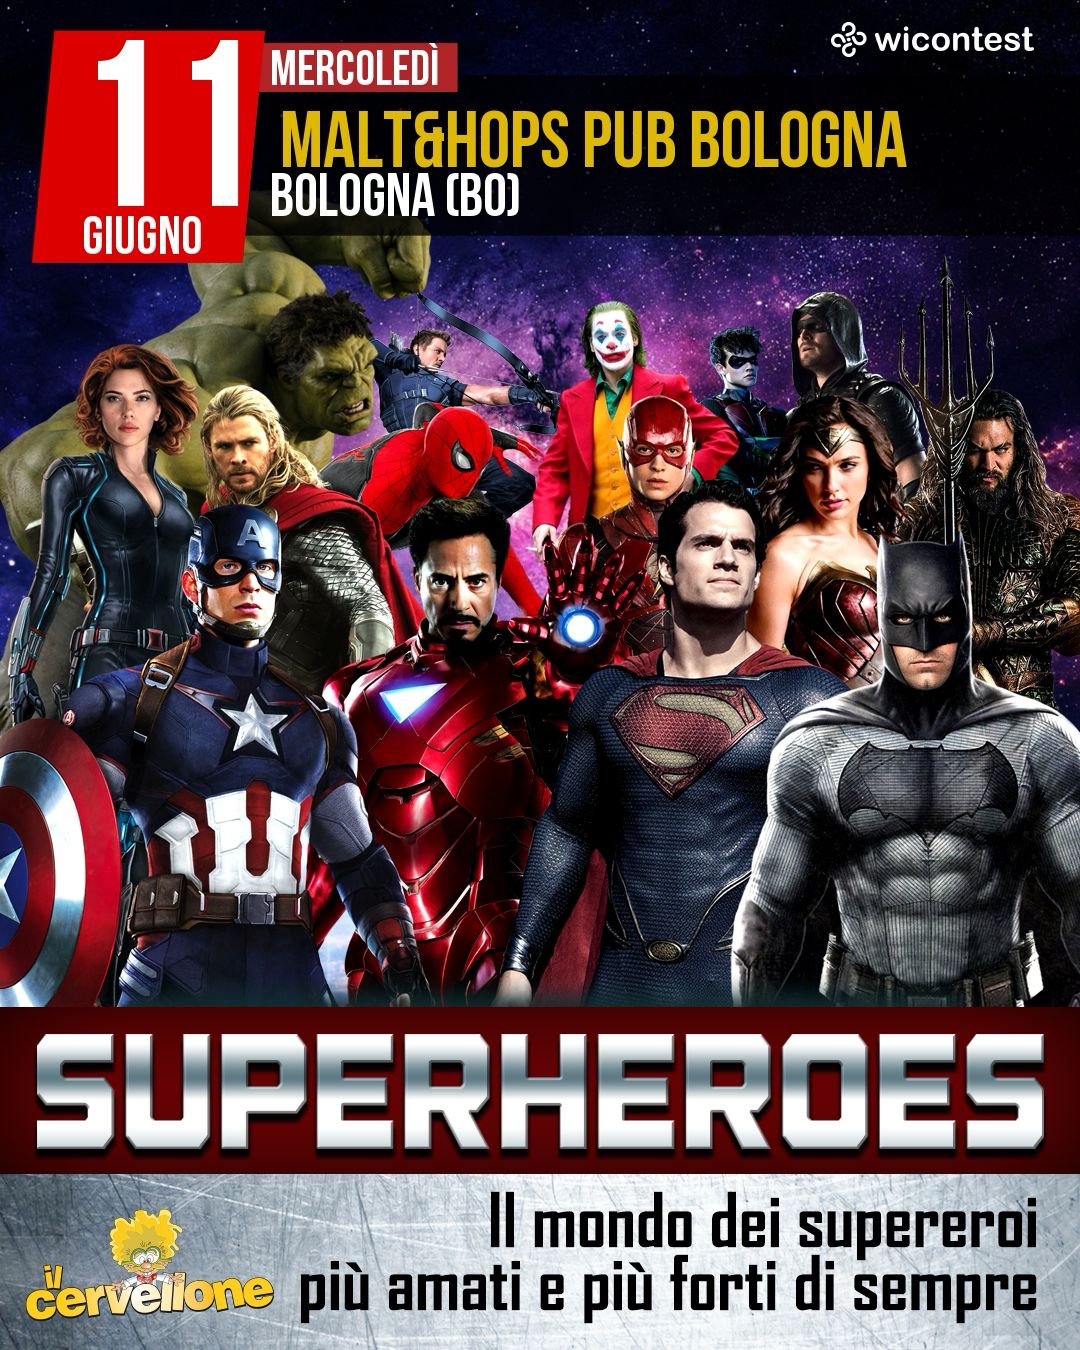 11
GIUGNO
MERCOLEDÌ
wicontest
MALT&HOPS PUB BOLOGNA
BOLOGNA (BO)
A
S
SUPERHEROES
Il mondo dei supereroi
più amati e più forti di sempre
il
cervellone